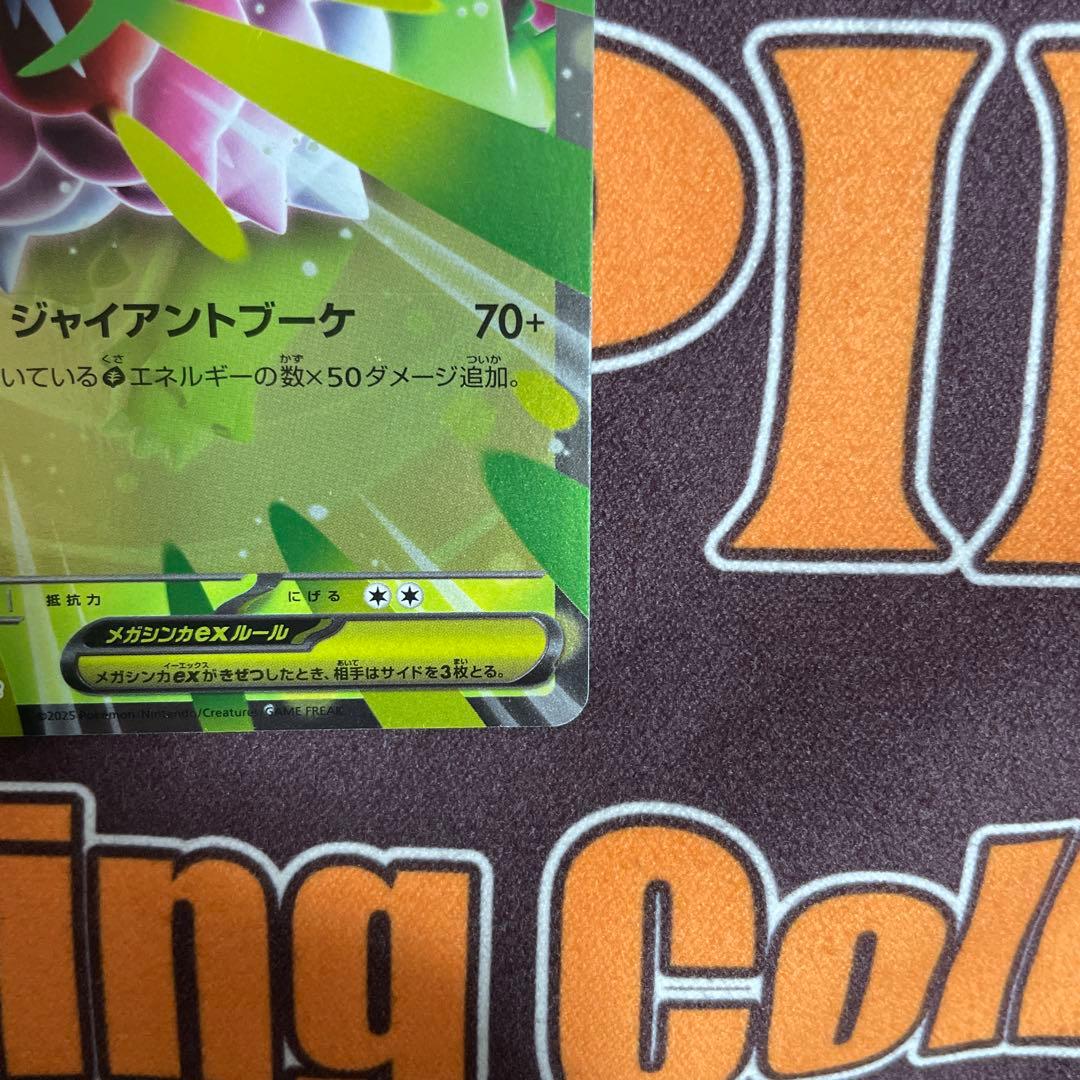 ジャイアントブーケ 70+
いているエネルギーの数×50ダメージ追加。
抵抗力 にげる
メガシンカexルール
メガシンカexがきぜつしたとき、相手はサイドを3枚とる。
©2025 Pokémon/Nintendo/Creatures/GAME FREAK.
PI
ing Coll